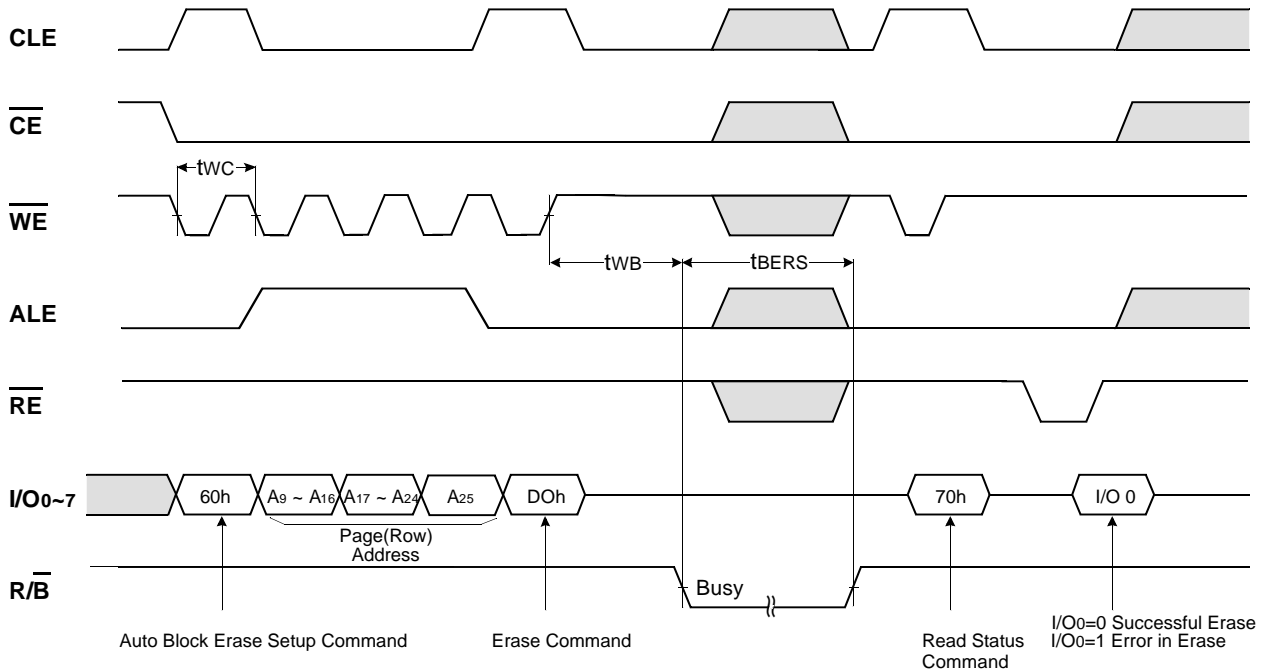 CLE
CE
tWC
WE
tWB
tBERS
ALE
RE
I/O0~7
60h
A9 ~ A16
A17 ~ A24
A25
DOh
70h
I/O 0
Page(Row)
Address
R/B
Busy
Auto Block Erase Setup Command
Erase Command
Read Status
Command
I/O0=0 Successful Erase
I/O0=1 Error in Erase